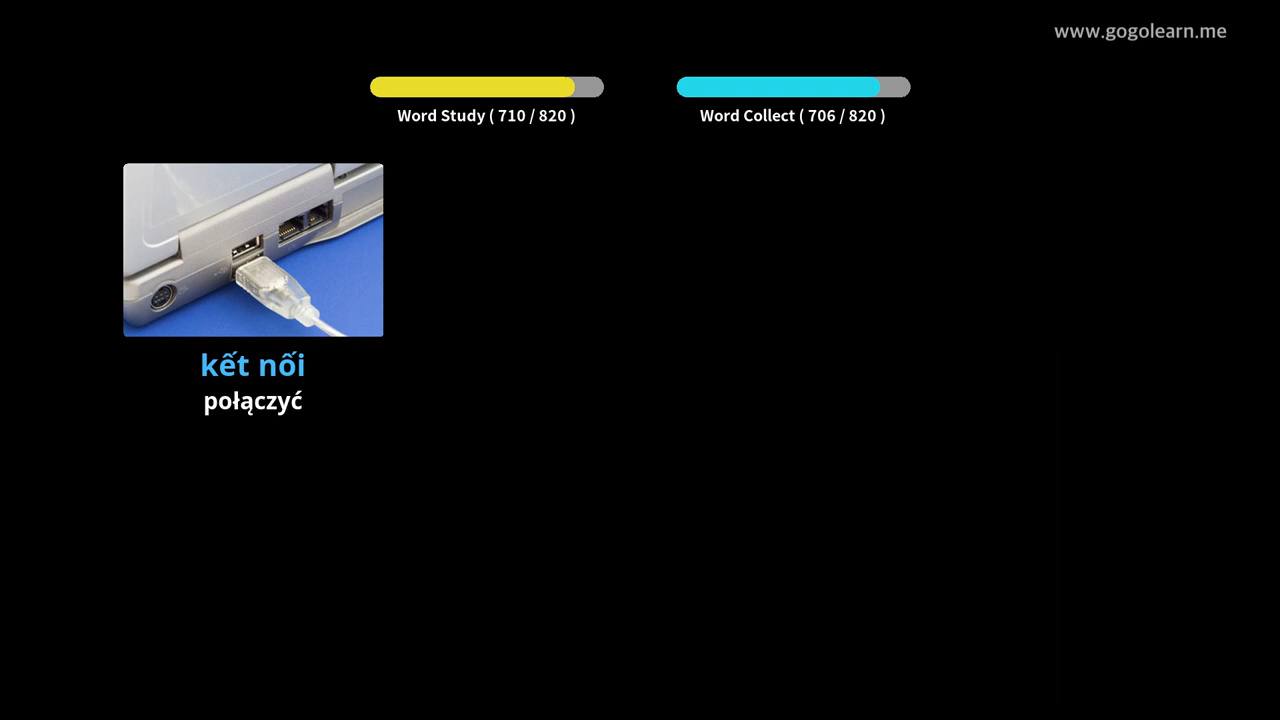 www.gogolearn.me
Word Study ( 710 / 820 )
Word Collect ( 706 / 820 )
kết nối
połączyć